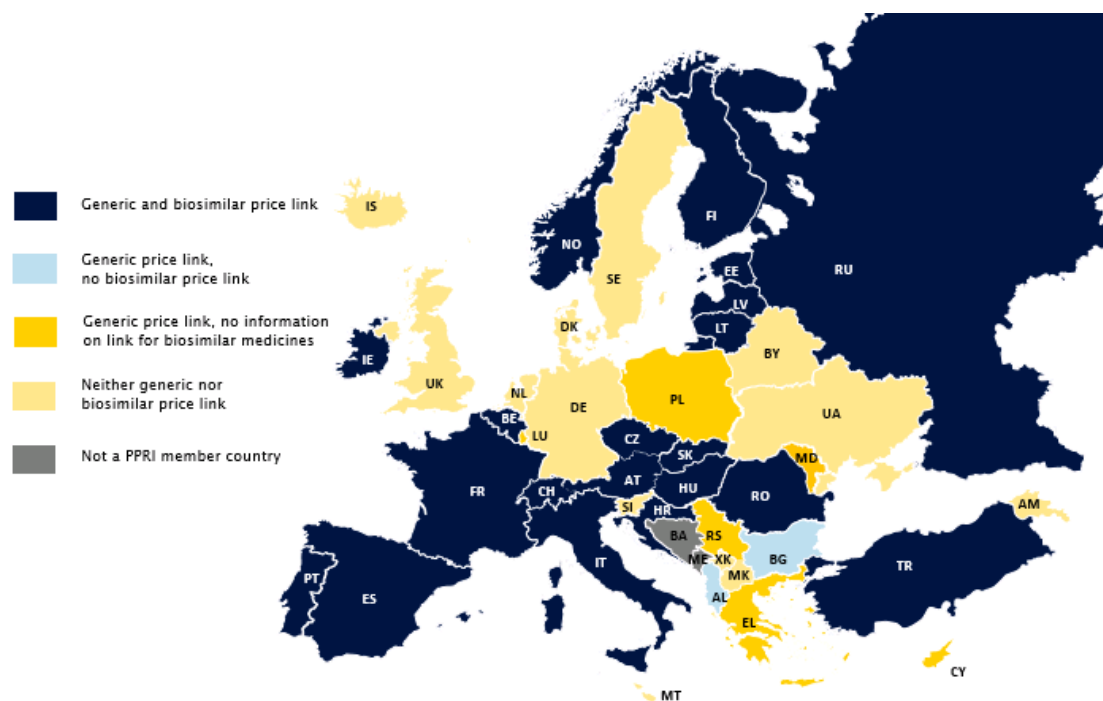 Generic and biosimilar price link
Generic price link,
no biosimilar price link
Generic price link, no information
on link for biosimilar medicines
Neither generic nor
biosimilar price link
Not a PPRI member country
IS
NO
FI
SE
EE
RU
LV
LT
DK
IE
UK
BY
NL
DE
PL
BE
LU
UA
CZ
SK
MD
FR
CH
AT
HU
RO
SI
HR
BA
RS
AM
IT
ME
XK
BG
TR
MK
PT
ES
AL
EL
CY
MT